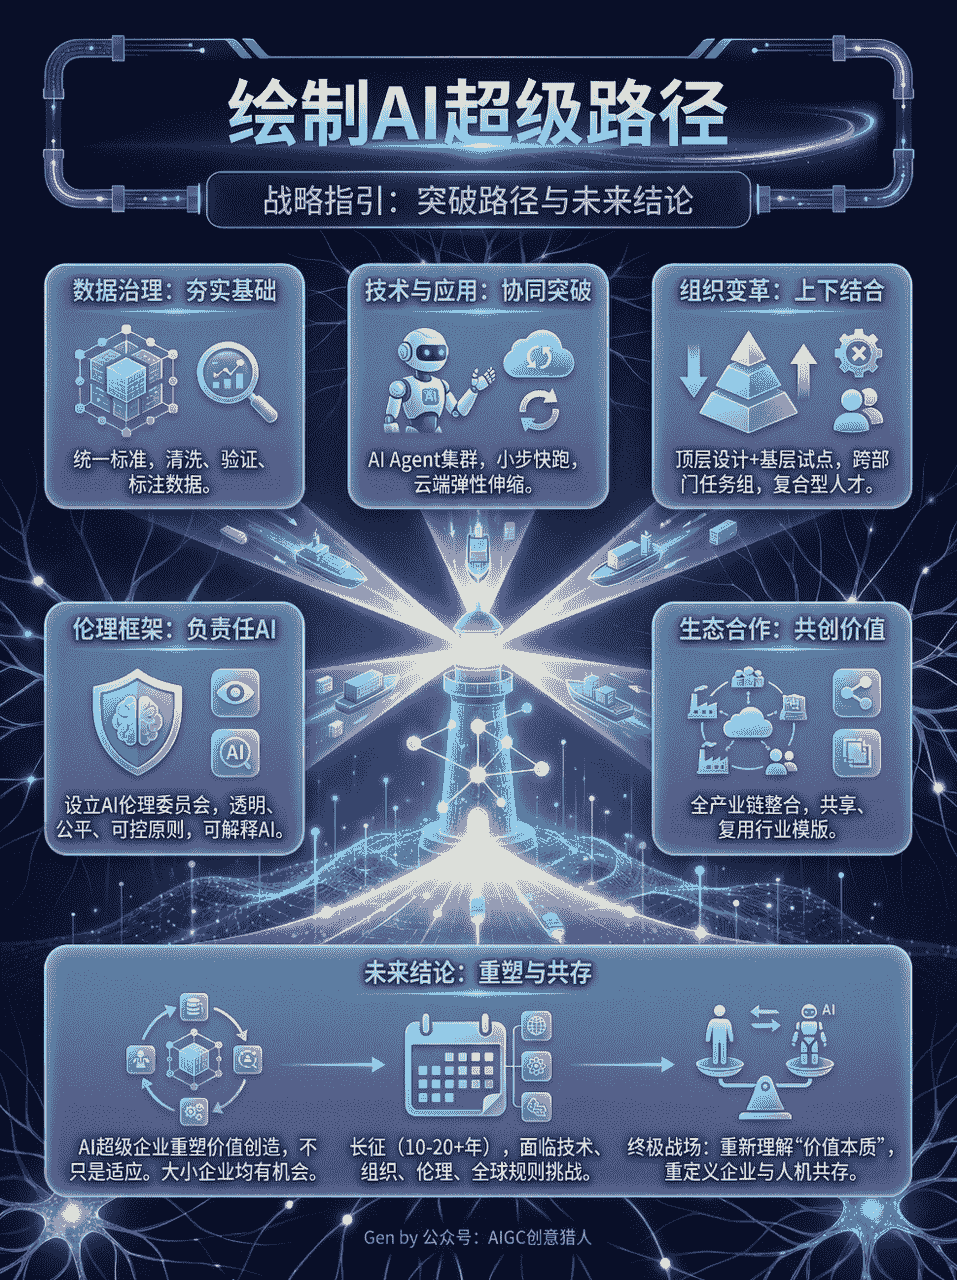 绘制AI超级路径
战略指引：突破路径与未来结论
数据治理：夯实基础
统一标准，清洗、验证、
标注数据。
技术与应用：协同突破
AI
AI Agent集群，小步快跑，
云端弹性伸缩。
组织变革：上下结合
顶层设计+基层试点，跨部
门任务组，复合型人才。
伦理框架：负责任AI
AI
设立AI伦理委员会，透明、
公平、可控原则，可解释AI。
生态合作：共创价值
全产业链整合，共享、
复用行业模版。
未来结论：重塑与共存
AI超级企业重塑价值创造，不
只是适应。大小企业均有机会。
长征（10-20+年），面临技术、
组织、伦理、全球规则挑战。
AI
终极战场：重新理解“价值本质”，
重定义企业与人机共存。
Gen by 公众号：AIGC创意猎人